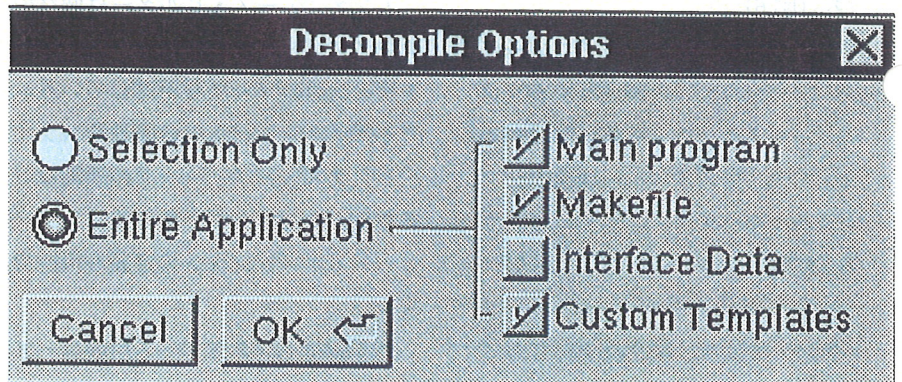 Decompile Options
Selection Only
Entire Application
Main program
Makefile
Interface Data
Custom Templates
Cancel
OK